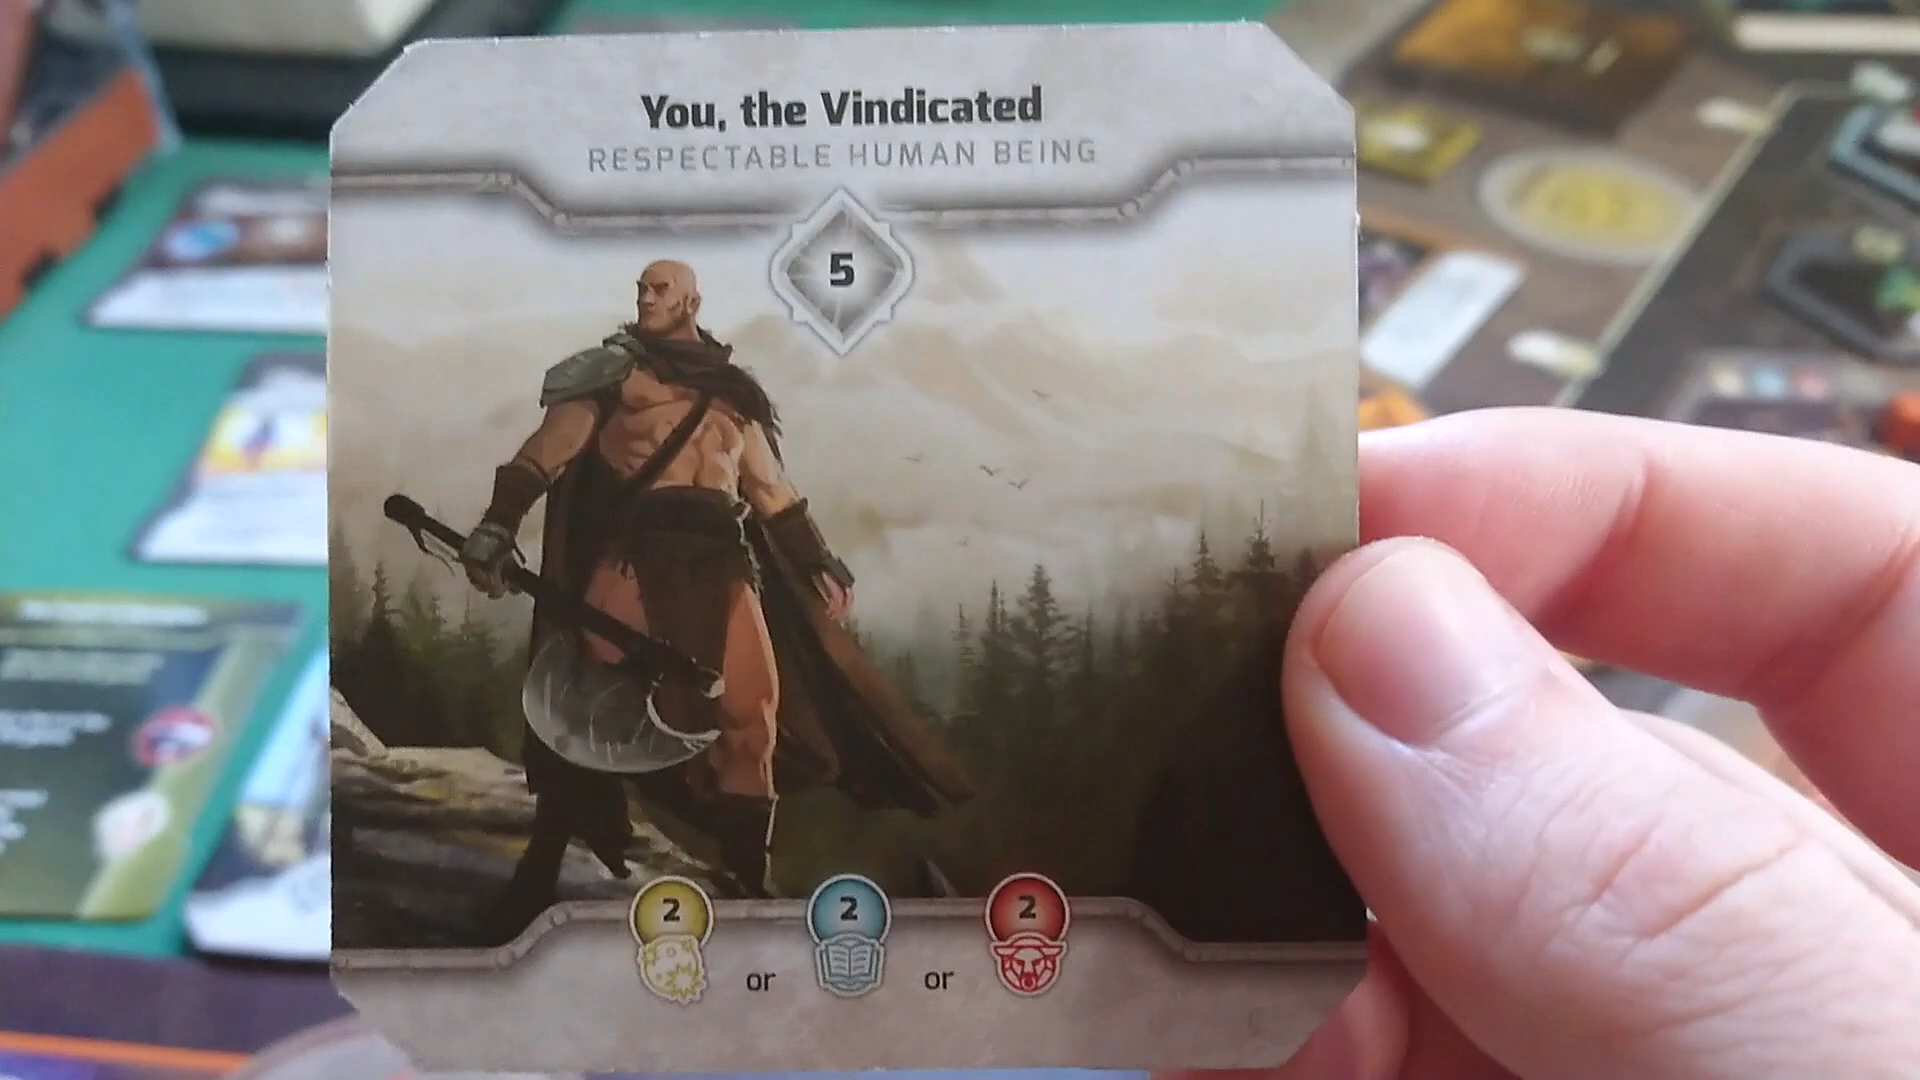 You, the Vindicated
RESPECTABLE HUMAN BEING
5
2 or 2 or 2